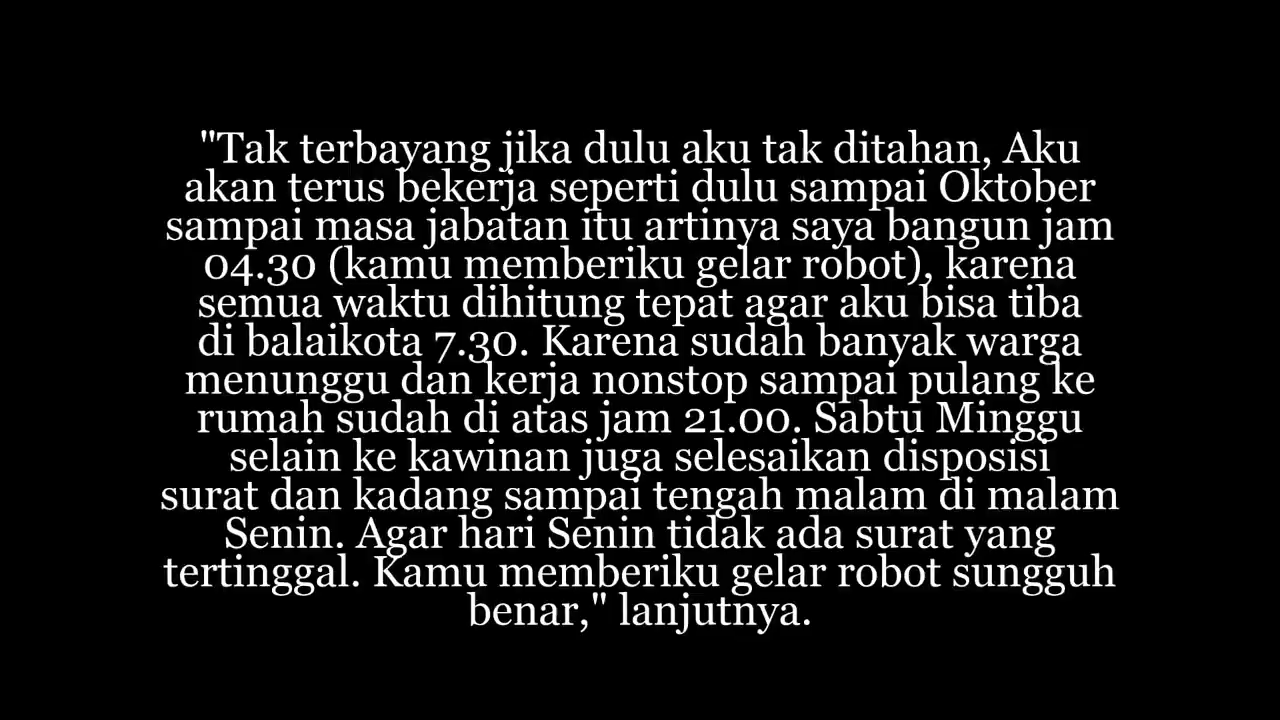 "Tak terbayang jika dulu aku tak ditahan, Aku
akan terus bekerja seperti dulu sampai Oktober
sampai masa jabatan itu artinya saya bangun jam
04.30 (kamu memberiku gelar robot), karena
semua waktu dihitung tepat agar aku bisa tiba
di balaikota 7.30. Karena sudah banyak warga
menunggu dan kerja nonstop sampai pulang ke
rumah sudah di atas jam 21.00. Sabtu Minggu
selain ke kawinan juga selesaikan disposisi
surat dan kadang sampai tengah malam di malam
Senin. Agar hari Senin tidak ada surat yang
tertinggal. Kamu memberiku gelar robot sungguh
benar," lanjutnya.